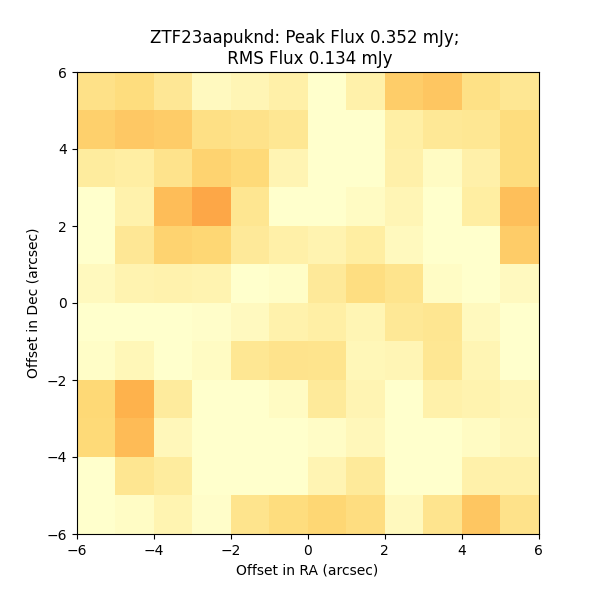 ZTF23aapuknd: Peak Flux 0.352 mJy;
RMS Flux 0.134 mJy
6
4
2
0
−2
−4
−6
Offset in Dec (arcsec)
−6 −4 −2 0 2 4 6
Offset in RA (arcsec)